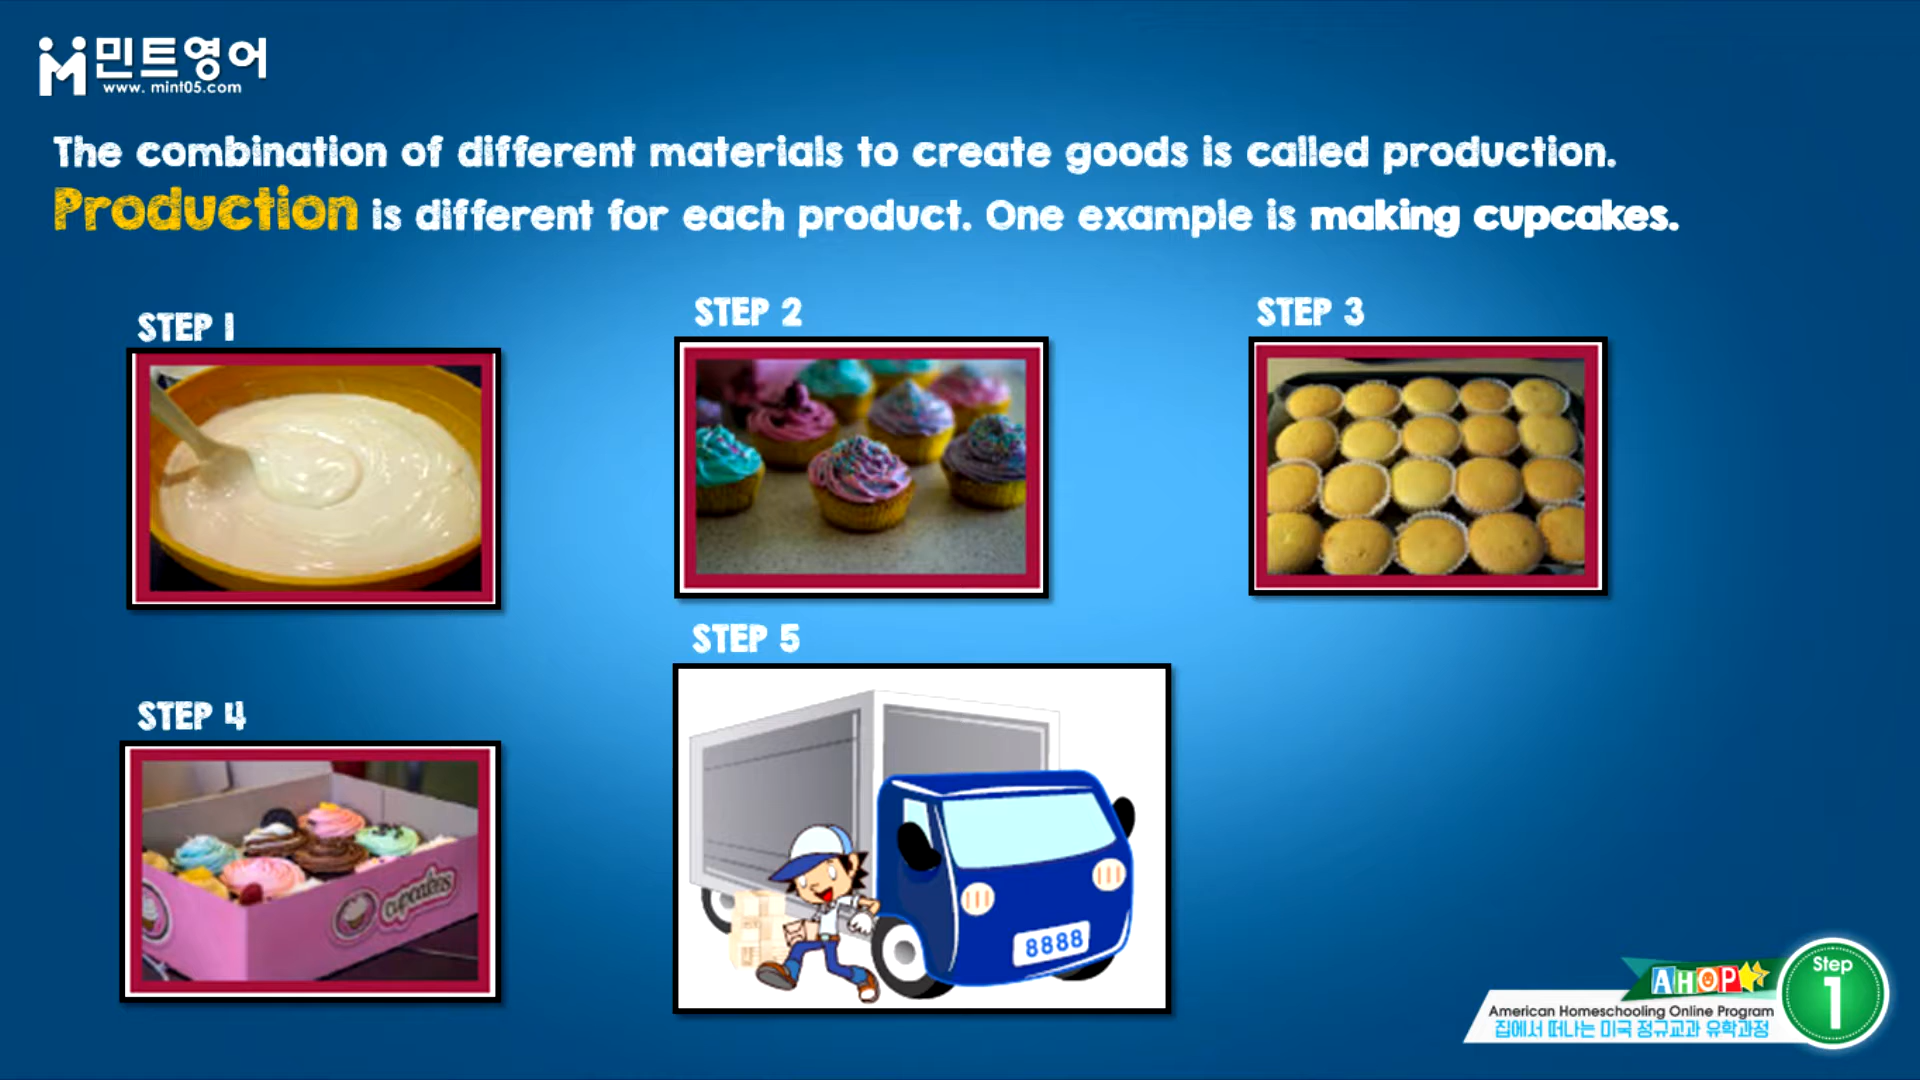 민트영어
www. mint05.com
The combination of different materials to create goods is called production.
Production is different for each product. One example is making cupcakes.
STEP 1
STEP 2
STEP 3
STEP 4
cupcakes
STEP 5
8888
AHOP
Step
1
American Homeschooling Online Program
집에서 떠나는 미국 정규교과 유학과정